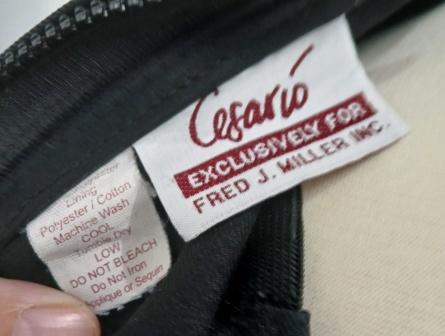 Cesario
EXCLUSIVELY FOR
FRED J. MILLER INC.
Lining
Polyester / Cotton
Machine Wash
COOL
Tumble Dry
LOW
DO NOT BLEACH
Do Not Iron
Applique or Sequin